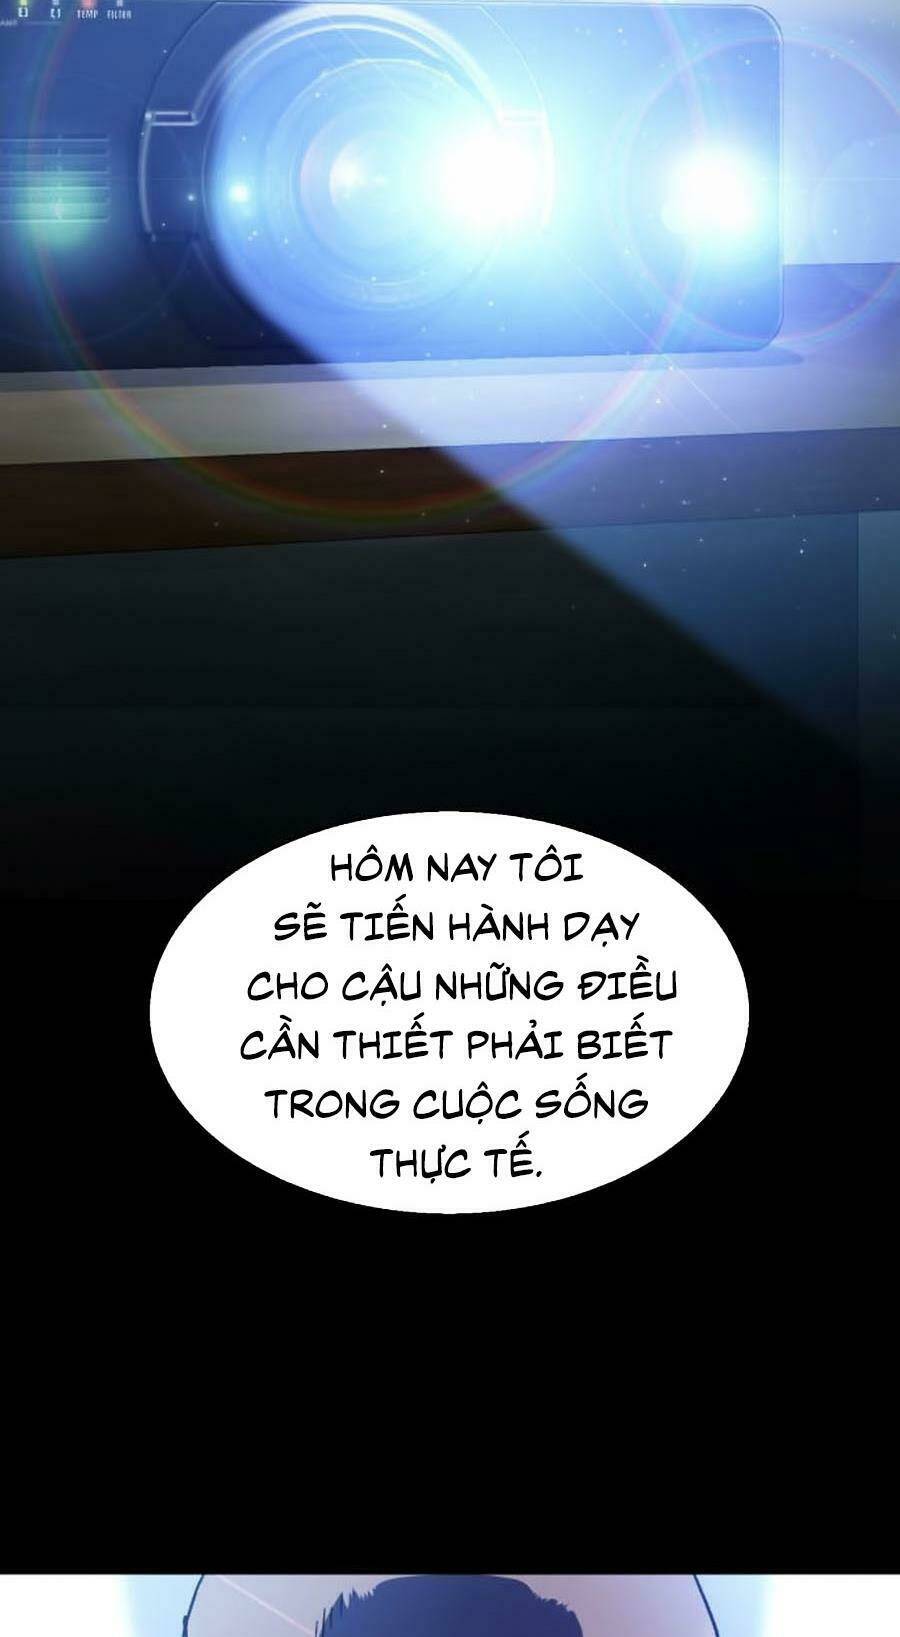 TEMP FILTER
HÔM NAY TÔI
SẼ TIẾN HÀNH DẠY
CHO CẬU NHỮNG ĐIỀU
CẦN THIẾT PHẢI BIẾT
TRONG CUỘC SỐNG
THỰC TẾ.